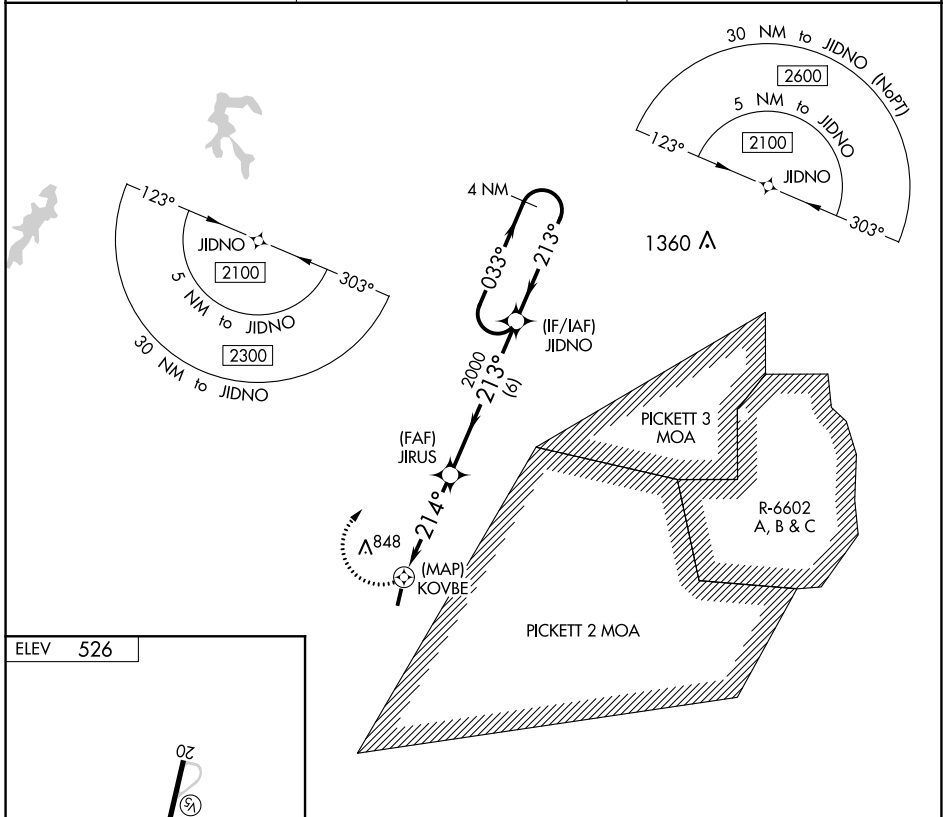 30 NM to JIDNO (NoPT)
2600
5 NM to JIDNO
2100
123°
JIDNO
303°
123°
JIDNO
2100
303°
5 NM to JIDNO
2300
30 NM to JIDNO
4 NM
033°
213°
1360
(IF/IAF)
JIDNO
2000
213°
(6)
(FAF)
JIRUS
214°
848
(MAP)
KOVBE
PICKETT 3
MOA
R-6602
A, B & C
PICKETT 2 MOA
ELEV 526
20
V5